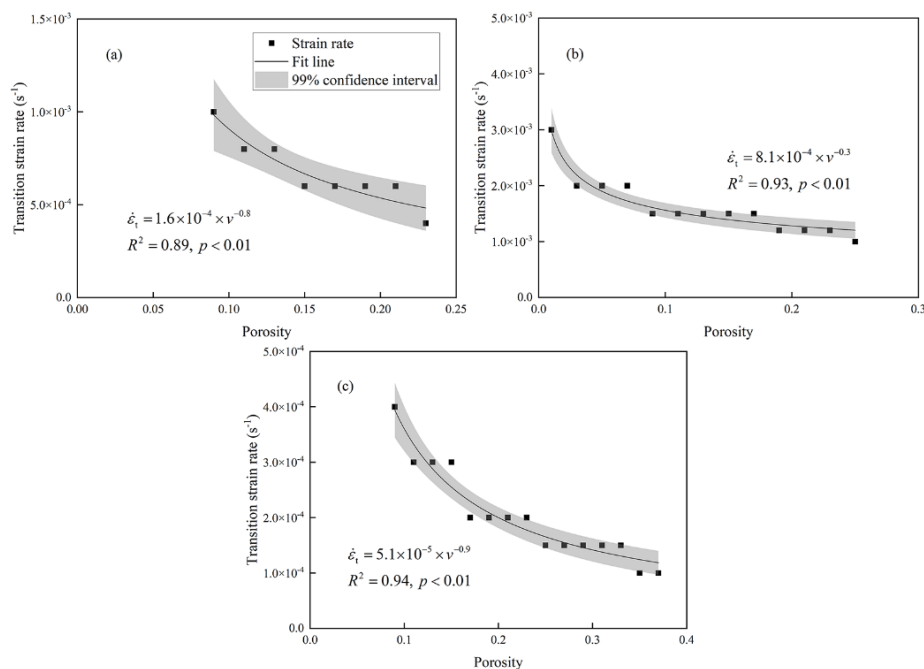 1.5×10⁻³
(a)
Strain rate
Fit line
99% confidence interval
1.0×10⁻³
5.0×10⁻⁴
0.0
Transition strain rate (s⁻¹)
ε̇ₜ = 1.6×10⁻⁴ × v⁻⁰·⁸
R² = 0.89, p < 0.01
0.00 0.05 0.10 0.15 0.20 0.25
Porosity
5.0×10⁻³
(b)
4.0×10⁻³
3.0×10⁻³
2.0×10⁻³
1.0×10⁻³
0.0
Transition strain rate (s⁻¹)
ε̇ₜ = 8.1×10⁻⁴ × v⁻⁰·³
R² = 0.93, p < 0.01
0.0 0.1 0.2 0.3
Porosity
5.0×10⁻⁴
(c)
4.0×10⁻⁴
3.0×10⁻⁴
2.0×10⁻⁴
1.0×10⁻⁴
0.0
Transition strain rate (s⁻¹)
ε̇ₜ = 5.1×10⁻⁵ × v⁻⁰·⁹
R² = 0.94, p < 0.01
0.0 0.1 0.2 0.3 0.4
Porosity